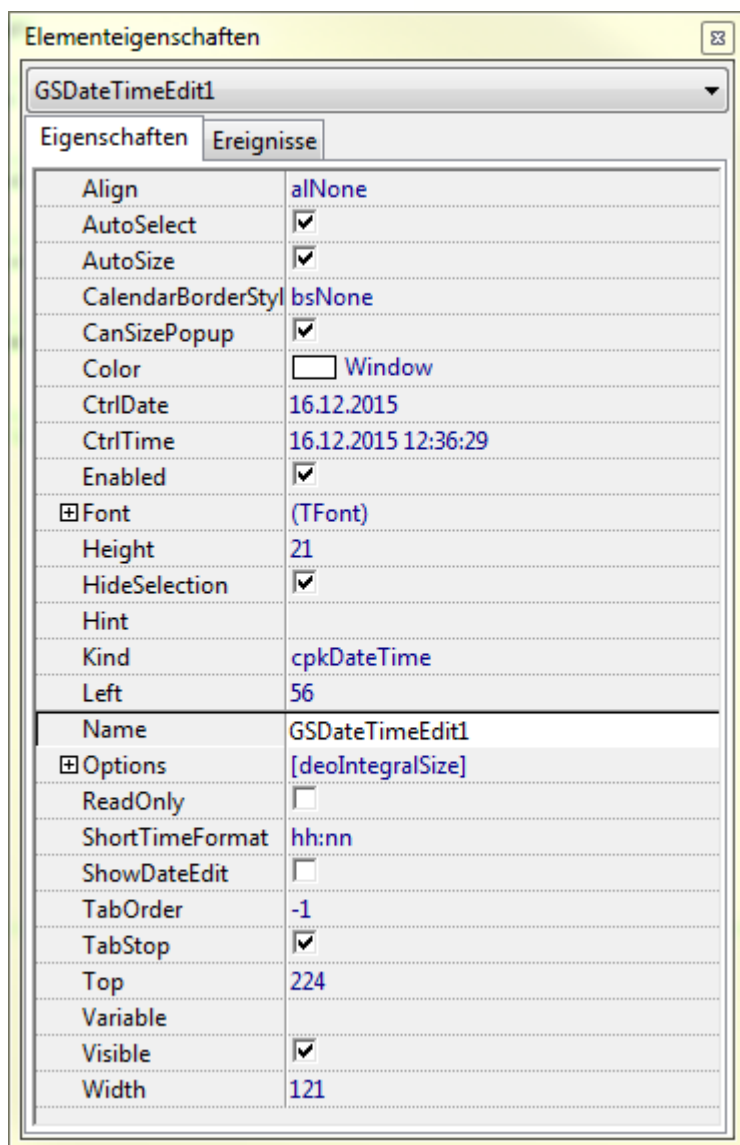 Elementeigenschaften
GSDateTimeEdit1
Eigenschaften Ereignisse
Align alNone
AutoSelect
AutoSize
CalendarBorderStyl bsNone
CanSizePopup
Color Window
CtrlDate 16.12.2015
CtrlTime 16.12.2015 12:36:29
Enabled
Font (TFont)
Height 21
HideSelection
Hint
Kind cpkDateTime
Left 56
Name GSDateTimeEdit1
Options [deoIntegralSize]
ReadOnly
ShortTimeFormat hh:nn
ShowDateEdit
TabOrder -1
TabStop
Top 224
Variable
Visible
Width 121